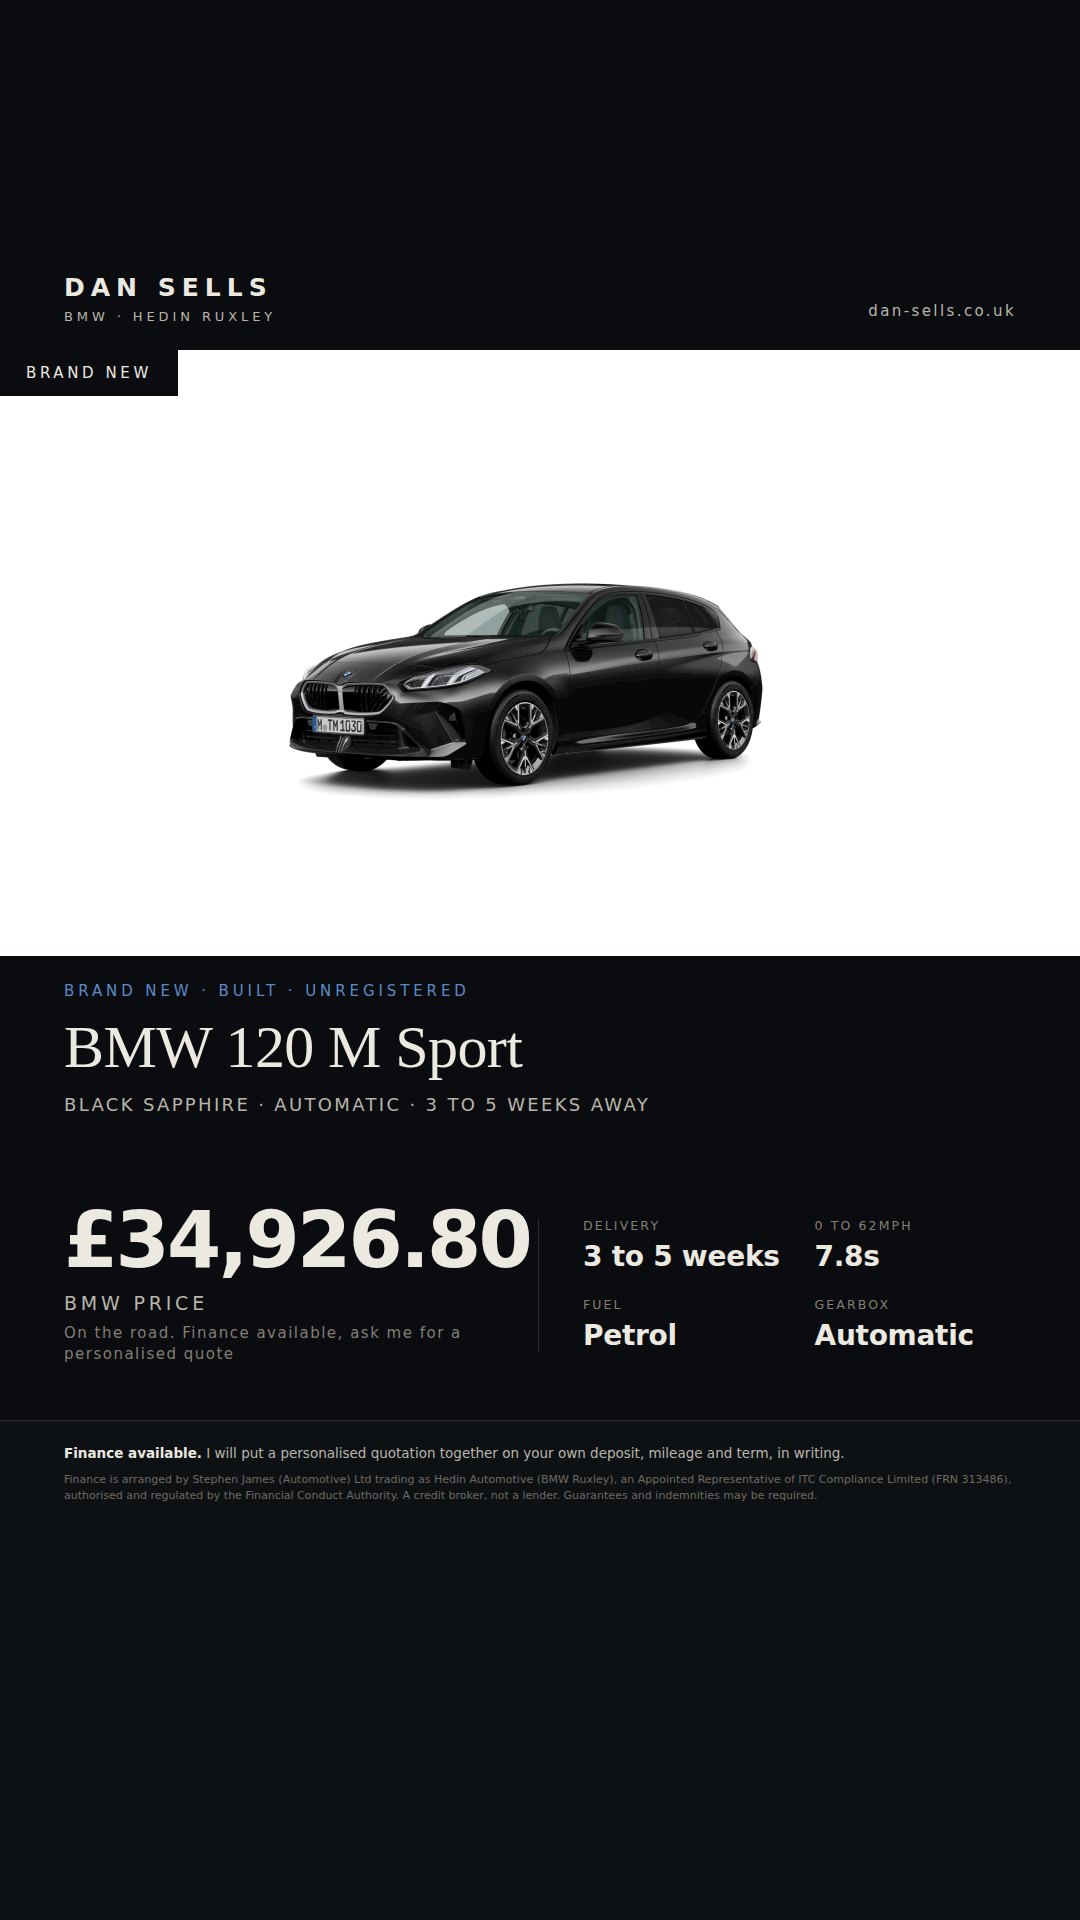 DAN SELLS
BMW · HEDIN RUXLEY
dan-sells.co.uk
BRAND NEW
M TM 1030
BRAND NEW · BUILT · UNREGISTERED
BMW 120 M Sport
BLACK SAPPHIRE · AUTOMATIC · 3 TO 5 WEEKS AWAY
£34,926.80
BMW PRICE
On the road. Finance available, ask me for a
personalised quote
DELIVERY
3 to 5 weeks
0 TO 62MPH
7.8s
FUEL
Petrol
GEARBOX
Automatic
Finance available. I will put a personalised quotation together on your own deposit, mileage and term, in writing.
Finance is arranged by Stephen James (Automotive) Ltd trading as Hedin Automotive (BMW Ruxley), an Appointed Representative of ITC Compliance Limited (FRN 313486),
authorised and regulated by the Financial Conduct Authority. A credit broker, not a lender. Guarantees and indemnities may be required.